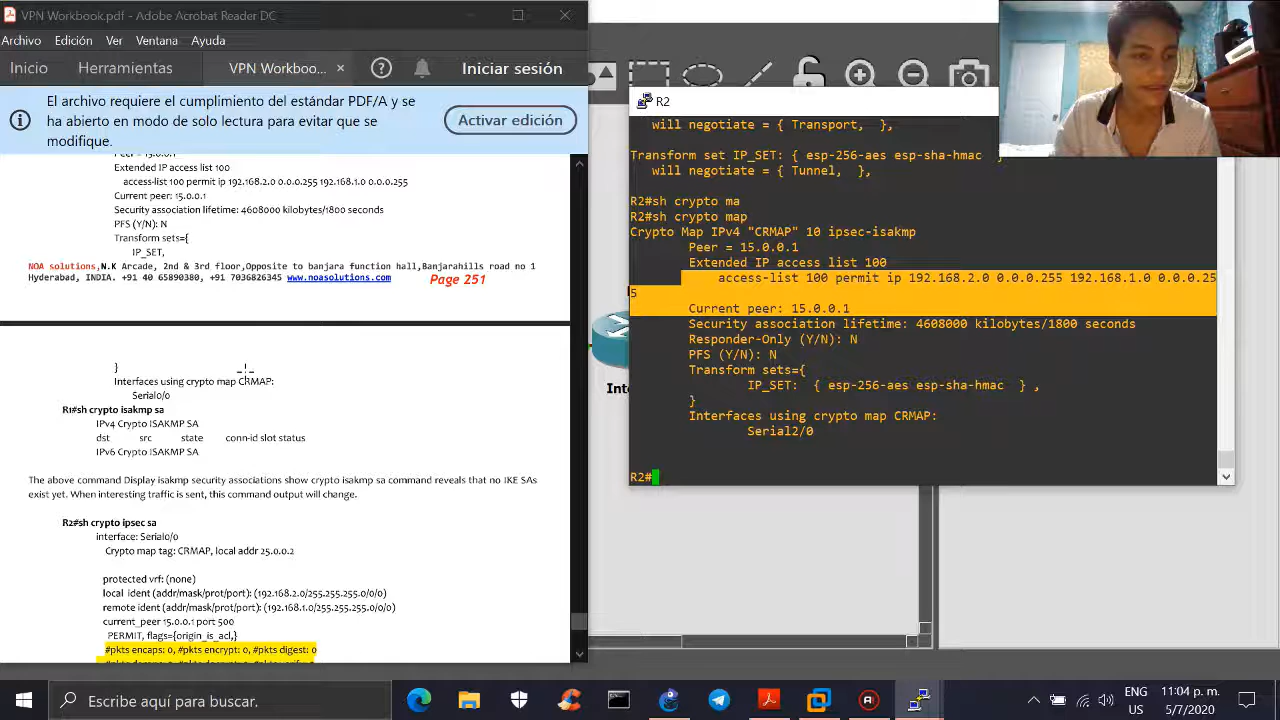 VPN Workbook.pdf - Adobe Acrobat Reader DC
Archivo Edición Ver Ventana Ayuda
Inicio Herramientas VPN Workboo... × Iniciar sesión
El archivo requiere el cumplimiento del estándar PDF/A y se
ha abierto en modo de solo lectura para evitar que se
modifique.
Activar edición
Extended IP access list 100
access-list 100 permit ip 192.168.2.0 0.0.0.255 192.168.1.0 0.0.0.255
Current peer: 15.0.0.1
Security association lifetime: 4608000 kilobytes/1800 seconds
PFS (Y/N): N
Transform sets={
IP_SET,
NOA solutions,N.K Arcade, 2nd & 3rd floor,Opposite to banjara function hall,Banjarahills road no 1
Hyderabad, INDIA. +91 40 65890380, +91 7036826345 www.noasolutions.com
Page 251
}
Interfaces using crypto map CRMAP:
Serial0/0
R1#sh crypto isakmp sa
IPv4 Crypto ISAKMP SA
dst src state conn-id slot status
IPv6 Crypto ISAKMP SA
The above command Display isakmp security associations show crypto isakmp sa command reveals that no IKE SAs
exist yet. When interesting traffic is sent, this command output will change.
R2#sh crypto ipsec sa
interface: Serial0/0
Crypto map tag: CRMAP, local addr 25.0.0.2
protected vrf: (none)
local ident (addr/mask/prot/port): (192.168.2.0/255.255.255.0/0/0)
remote ident (addr/mask/prot/port): (192.168.1.0/255.255.255.0/0/0)
current_peer 15.0.0.1 port 500
PERMIT, flags={origin_is_acl,}
#pkts encaps: 0, #pkts encrypt: 0, #pkts digest: 0
R2
will negotiate = { Transport, },
Transform set IP_SET: { esp-256-aes esp-sha-hmac }
will negotiate = { Tunnel, },
R2#sh crypto ma
R2#sh crypto map
Crypto Map IPv4 "CRMAP" 10 ipsec-isakmp
Peer = 15.0.0.1
Extended IP access list 100
access-list 100 permit ip 192.168.2.0 0.0.0.255 192.168.1.0 0.0.0.25
5
Current peer: 15.0.0.1
Security association lifetime: 4608000 kilobytes/1800 seconds
Responder-Only (Y/N): N
PFS (Y/N): N
Transform sets={
IP_SET: { esp-256-aes esp-sha-hmac } ,
}
Interfaces using crypto map CRMAP:
Serial2/0
R2#
Escribe aquí para buscar.
ENG
US
11:04 p. m.
5/7/2020